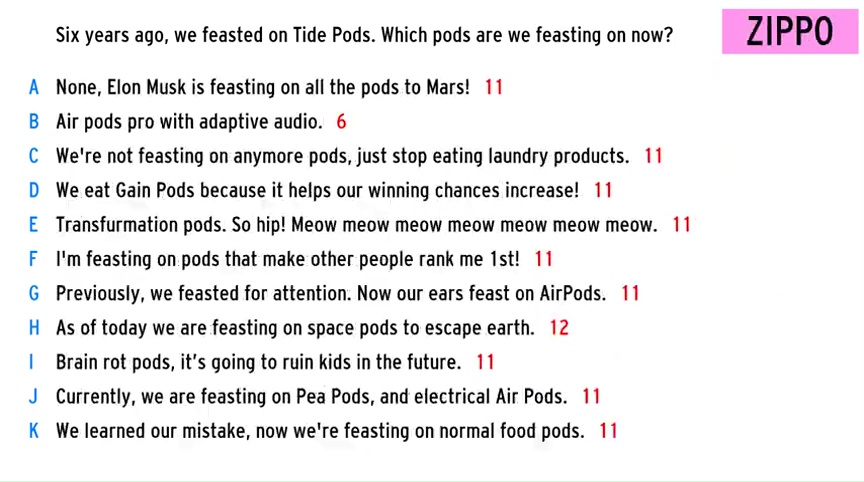 Six years ago, we feasted on Tide Pods. Which pods are we feasting on now?
ZIPPO
A None, Elon Musk is feasting on all the pods to Mars! 11
B Air pods pro with adaptive audio. 6
C We're not feasting on anymore pods, just stop eating laundry products. 11
D We eat Gain Pods because it helps our winning chances increase! 11
E Transfurmation pods. So hip! Meow meow meow meow meow meow meow. 11
F I'm feasting on pods that make other people rank me 1st! 11
G Previously, we feasted for attention. Now our ears feast on AirPods. 11
H As of today we are feasting on space pods to escape earth. 12
I Brain rot pods, it's going to ruin kids in the future. 11
J Currently, we are feasting on Pea Pods, and electrical Air Pods. 11
K We learned our mistake, now we're feasting on normal food pods. 11